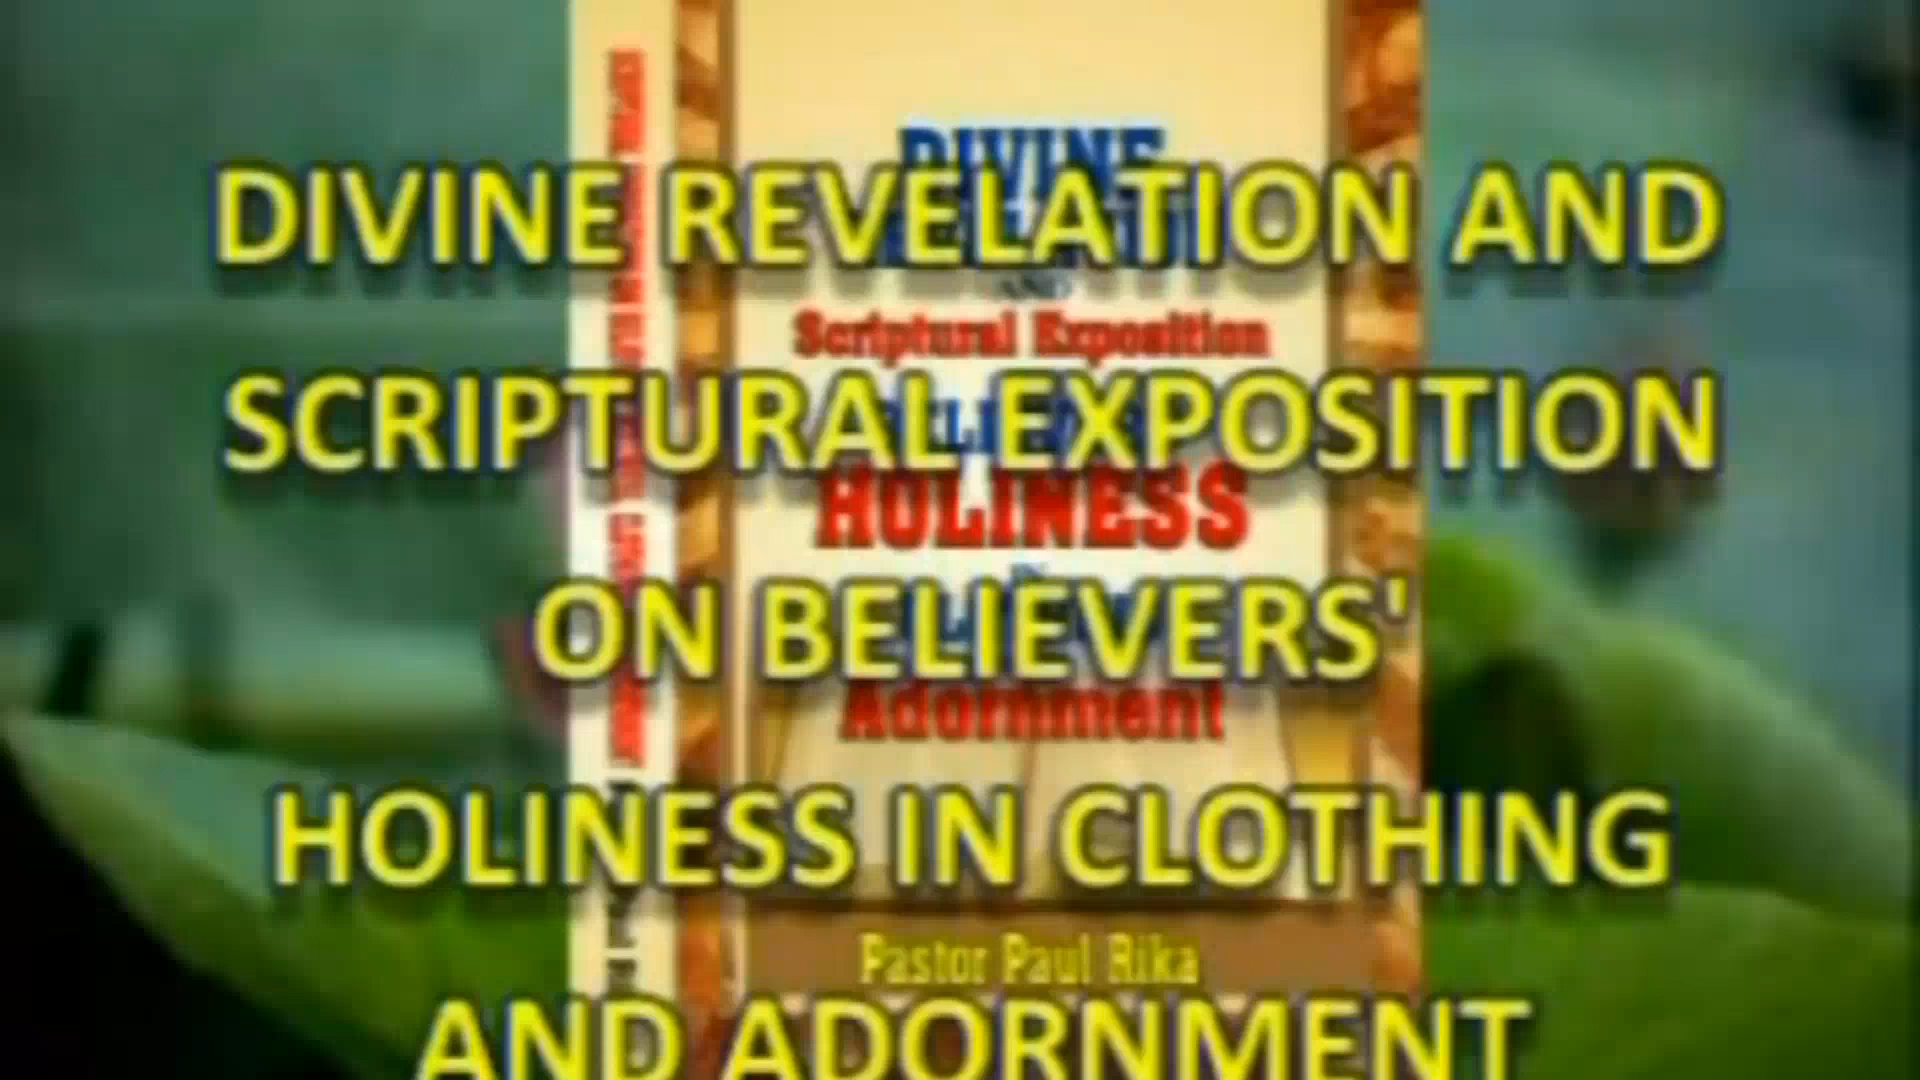 DIVINE REVELATION AND
SCRIPTURAL EXPOSITION
ON BELIEVERS'
HOLINESS IN CLOTHING
AND ADORNMENT
DIVINE
AND
Scriptural Exposition
HOLINESS
Adornment
Pastor Paul Rika